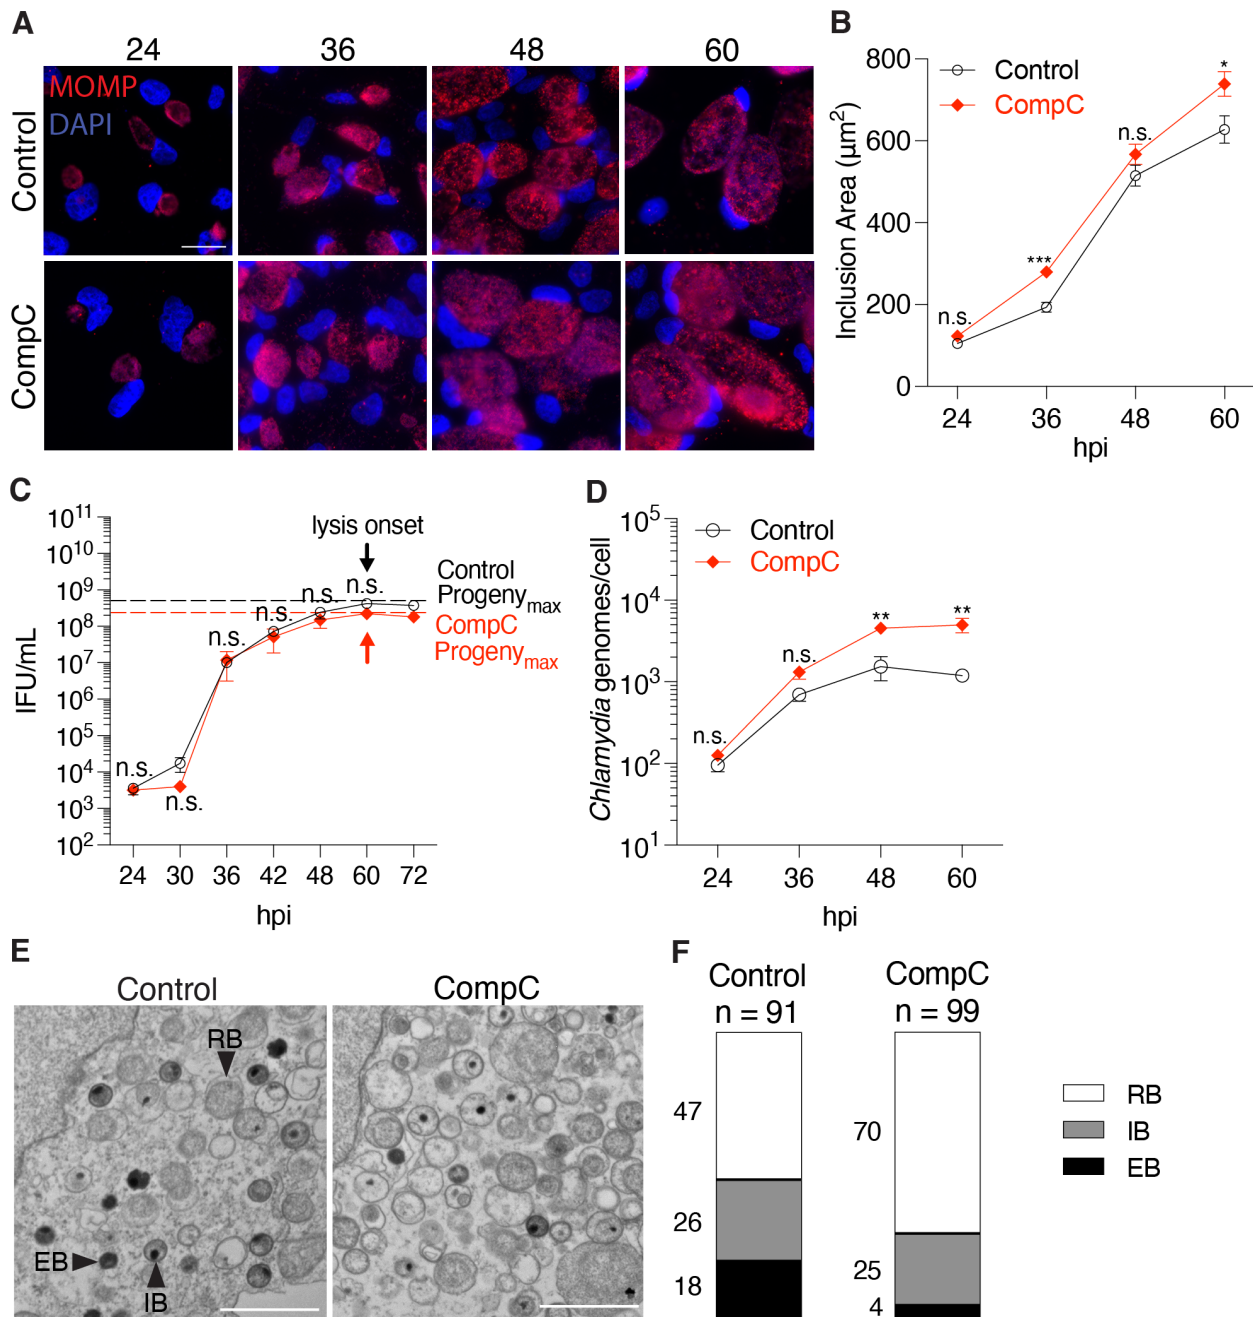 A
24 36 48 60
MOMP
DAPI
Control
CompC
B
Control
CompC
Inclusion Area (µm²)
800
600
400
200
0
n.s.
***
n.s.
*
24 36 48 60
hpi
C
lysis onset
Control
Progenymax
CompC
Progenymax
IFU/mL
10¹¹
10¹⁰
10⁹
10⁸
10⁷
10⁶
10⁵
10⁴
10³
10²
n.s.
n.s.
n.s.
n.s.
n.s.
n.s.
24 30 36 42 48 60 72
hpi
D
Control
CompC
Chlamydia genomes/cell
10⁵
10⁴
10³
10²
10¹
n.s.
n.s.
**
**
24 36 48 60
hpi
E
Control CompC
RB
EB
IB
F
Control CompC
n = 91 n = 99
47
26
18
70
25
4
RB
IB
EB